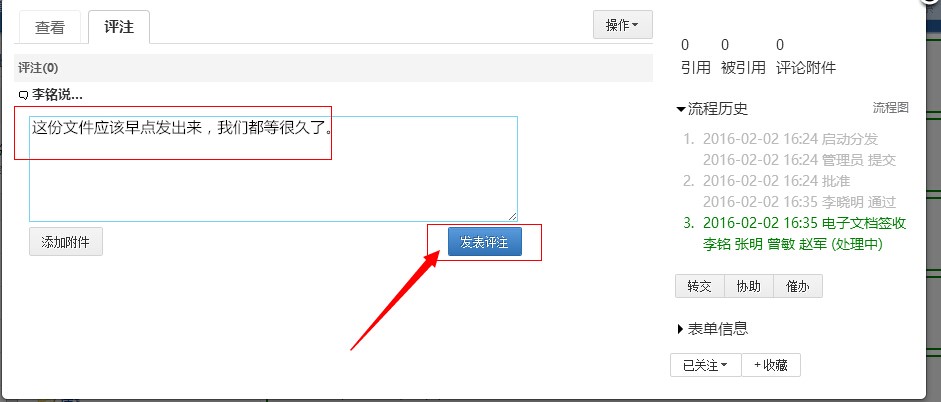 查看
评注
操作
评注(0)
李铭说...
这份文件应该早点发出来，我们都等很久了。
添加附件
发表评注
0 0 0
引用 被引用 评论附件
流程历史 流程图
1. 2016-02-02 16:24 启动分发
2016-02-02 16:24 管理员 提交
2. 2016-02-02 16:24 批准
2016-02-02 16:35 李晓明 通过
3. 2016-02-02 16:35 电子文档签收
李铭 张明 曾敏 赵军 (处理中)
转交 协助 催办
表单信息
已关注 +收藏